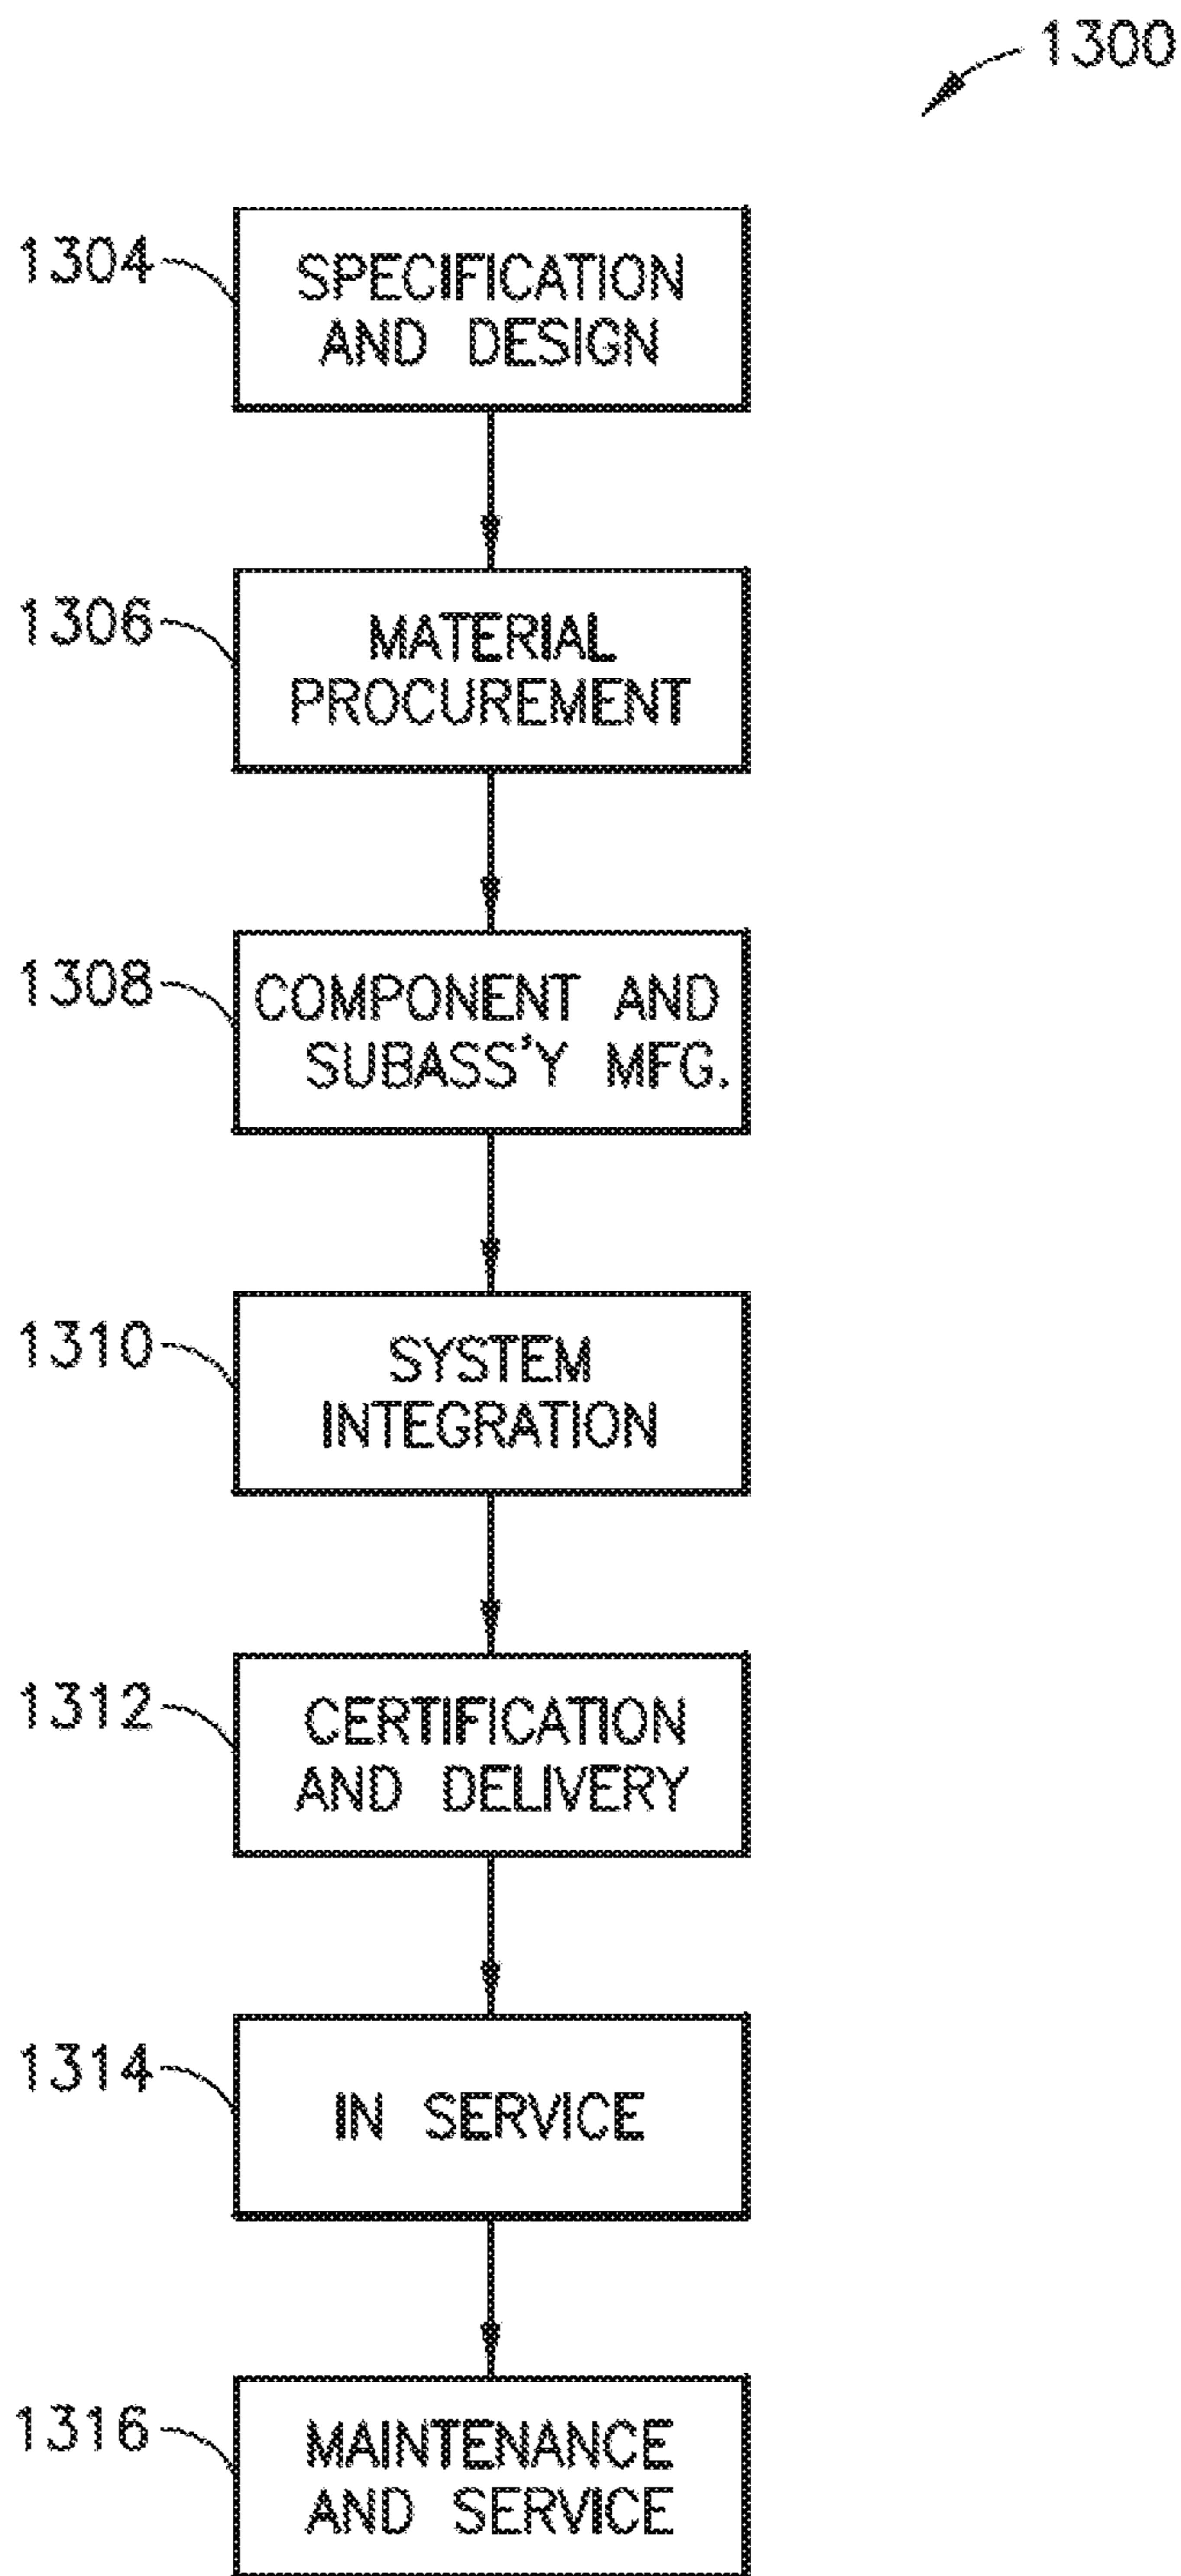 1300
1304
SPECIFICATION
AND DESIGN
1306
MATERIAL
PROCUREMENT
1308
COMPONENT AND
SUBASS'Y MFG.
1310
SYSTEM
INTEGRATION
1312
CERTIFICATION
AND DELIVERY
1314
IN SERVICE
1316
MAINTENANCE
AND SERVICE